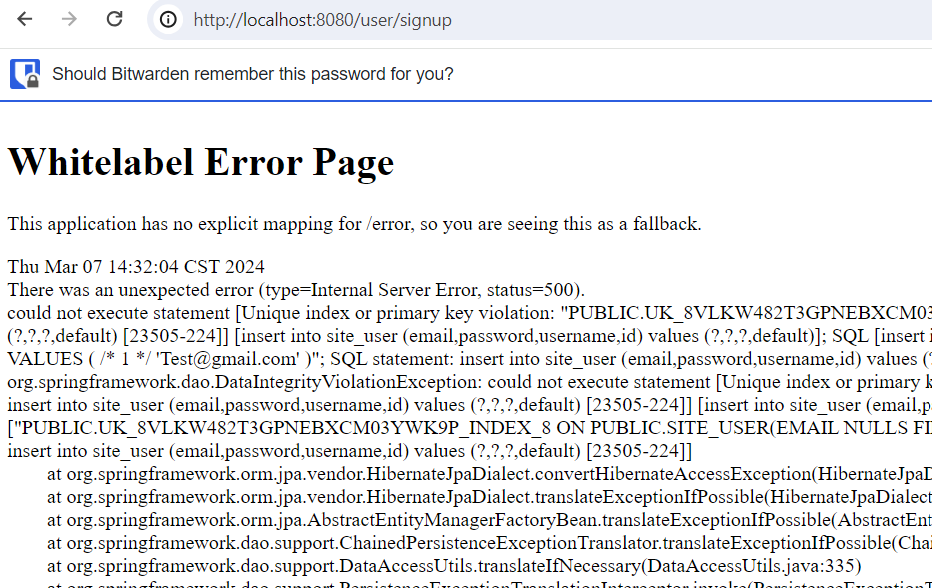 http://localhost:8080/user/signup
Should Bitwarden remember this password for you?
Whitelabel Error Page
This application has no explicit mapping for /error, so you are seeing this as a fallback.
Thu Mar 07 14:32:04 CST 2024
There was an unexpected error (type=Internal Server Error, status=500).
could not execute statement [Unique index or primary key violation: "PUBLIC.UK_8VLKW482T3GPNEBXCM03
(?,?,?,default) [23505-224]] [insert into site_user (email,password,username,id) values (?,?,?,default)]; SQL [insert i
VALUES ( /* 1 */ 'Test@gmail.com' )"; SQL statement: insert into site_user (email,password,username,id) values (?
org.springframework.dao.DataIntegrityViolationException: could not execute statement [Unique index or primary k
insert into site_user (email,password,username,id) values (?,?,?,default) [23505-224]] [insert into site_user (email,p
["PUBLIC.UK_8VLKW482T3GPNEBXCM03YWK9P_INDEX_8 ON PUBLIC.SITE_USER(EMAIL NULLS FI
insert into site_user (email,password,username,id) values (?,?,?,default) [23505-224]]
at org.springframework.orm.jpa.vendor.HibernateJpaDialect.convertHibernateAccessException(HibernateJpaD
at org.springframework.orm.jpa.vendor.HibernateJpaDialect.translateExceptionIfPossible(HibernateJpaDialect
at org.springframework.orm.jpa.AbstractEntityManagerFactoryBean.translateExceptionIfPossible(AbstractEnt
at org.springframework.dao.support.ChainedPersistenceExceptionTranslator.translateExceptionIfPossible(Chai
at org.springframework.dao.support.DataAccessUtils.translateIfNecessary(DataAccessUtils.java:335)
at org.springframework.dao.support.PersistenceExceptionTranslationInterceptor.invoke(PersistenceExceptionT